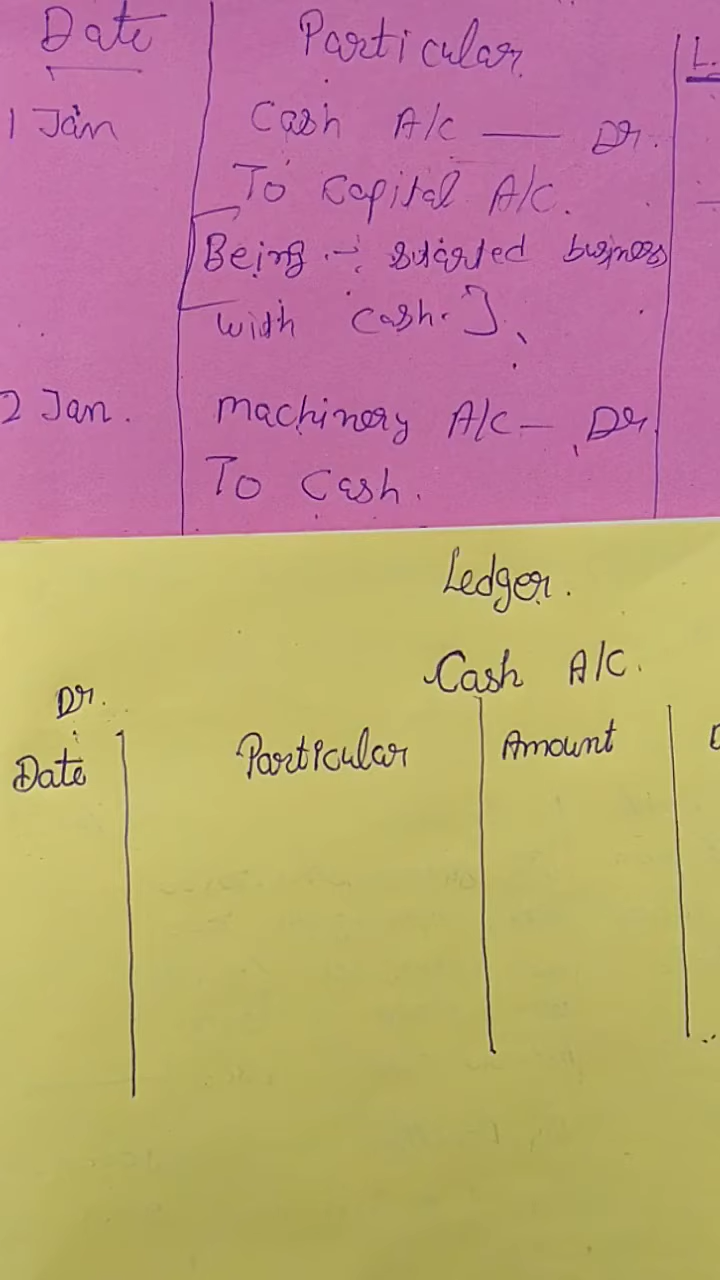 Date Particular L.
1 Jan Cash A/c — Dr.
To Capital A/c.
Being :- started business
with cash.]
2 Jan. Machinery A/c — Dr.
To Cash.
Ledger.
Cash A/C.
Dr.
Date Particular Amount D